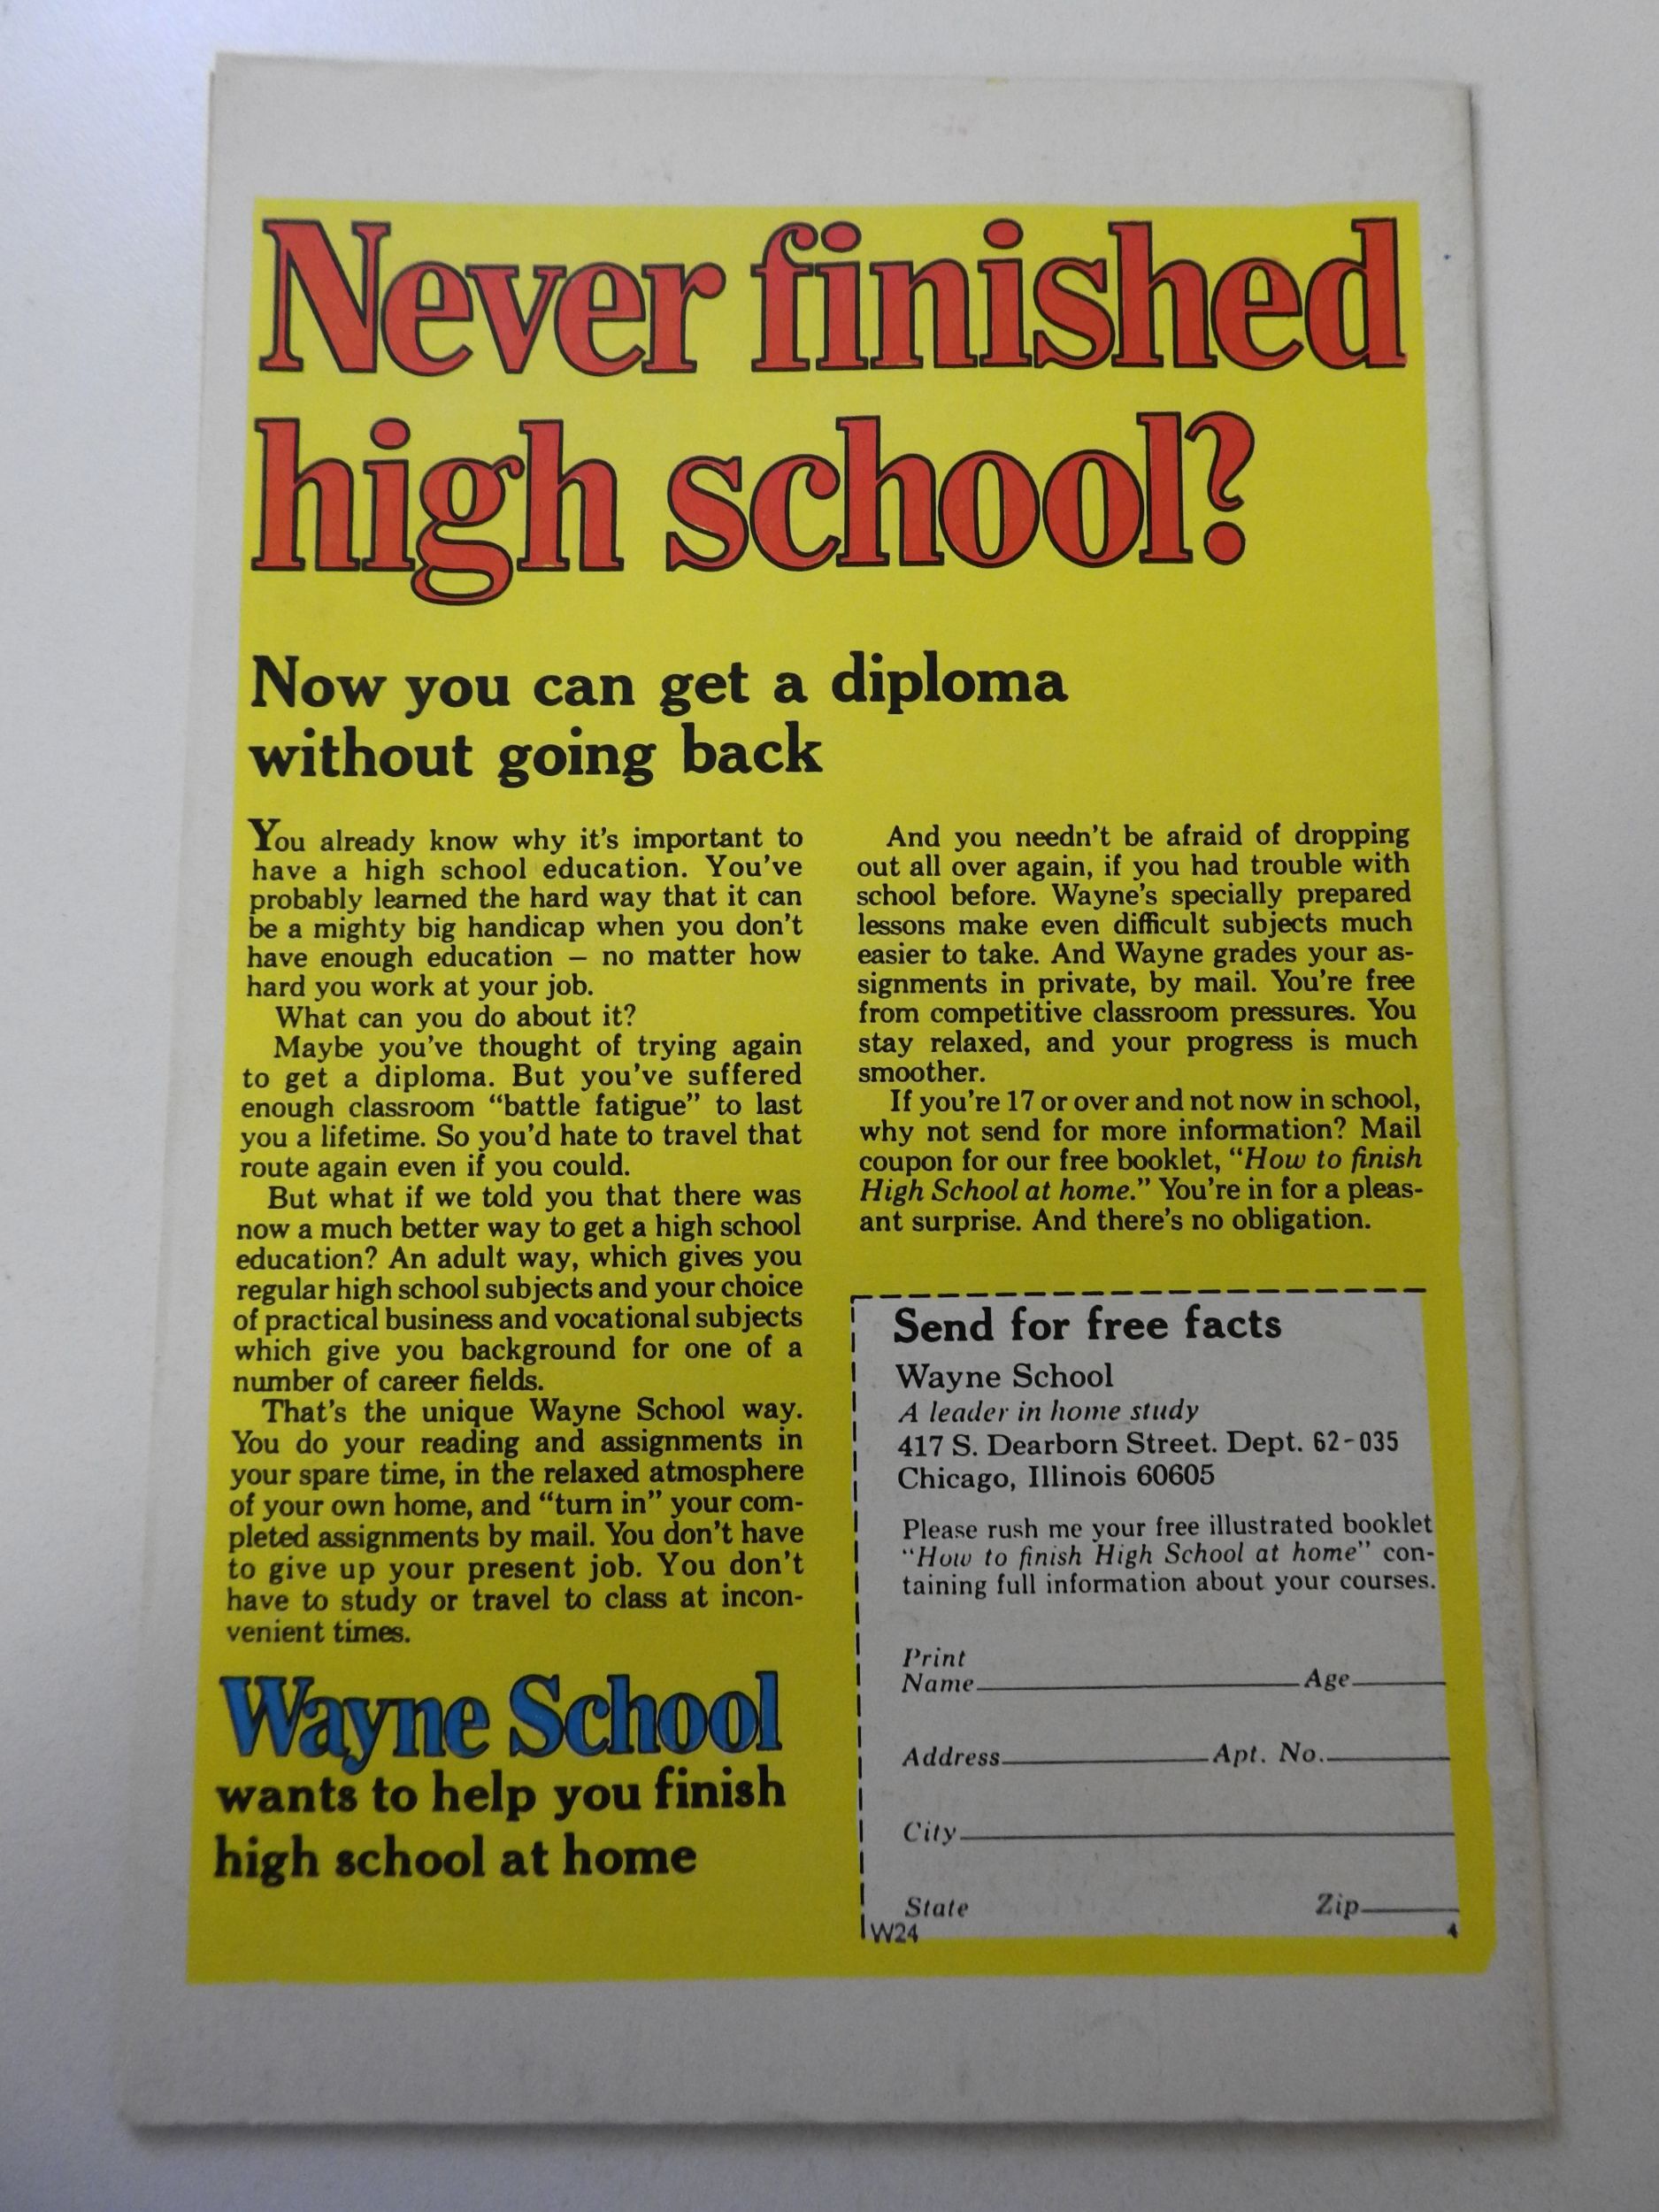 Never finished
high school?
Now you can get a diploma
without going back
You already know why it's important to
have a high school education. You've
probably learned the hard way that it can
be a mighty big handicap when you don't
have enough education – no matter how
hard you work at your job.
What can you do about it?
Maybe you've thought of trying again
to get a diploma. But you've suffered
enough classroom “battle fatigue” to last
you a lifetime. So you'd hate to travel that
route again even if you could.
But what if we told you that there was
now a much better way to get a high school
education? An adult way, which gives you
regular high school subjects and your choice
of practical business and vocational subjects
which give you background for one of a
number of career fields.
That's the unique Wayne School way.
You do your reading and assignments in
your spare time, in the relaxed atmosphere
of your own home, and “turn in” your com-
pleted assignments by mail. You don't have
to give up your present job. You don't
have to study or travel to class at incon-
venient times.
Wayne School
wants to help you finish
high school at home
And you needn't be afraid of dropping
out all over again, if you had trouble with
school before. Wayne's specially prepared
lessons make even difficult subjects much
easier to take. And Wayne grades your as-
signments in private, by mail. You're free
from competitive classroom pressures. You
stay relaxed, and your progress is much
smoother.
If you're 17 or over and not now in school,
why not send for more information? Mail
coupon for our free booklet, “How to finish
High School at home.” You're in for a pleas-
ant surprise. And there's no obligation.
Send for free facts
Wayne School
A leader in home study
417 S. Dearborn Street. Dept. 62-035
Chicago, Illinois 60605
Please rush me your free illustrated booklet
“How to finish High School at home” con-
taining full information about your courses.
Print
Name Age
Address Apt. No.
City
State Zip
W24 4